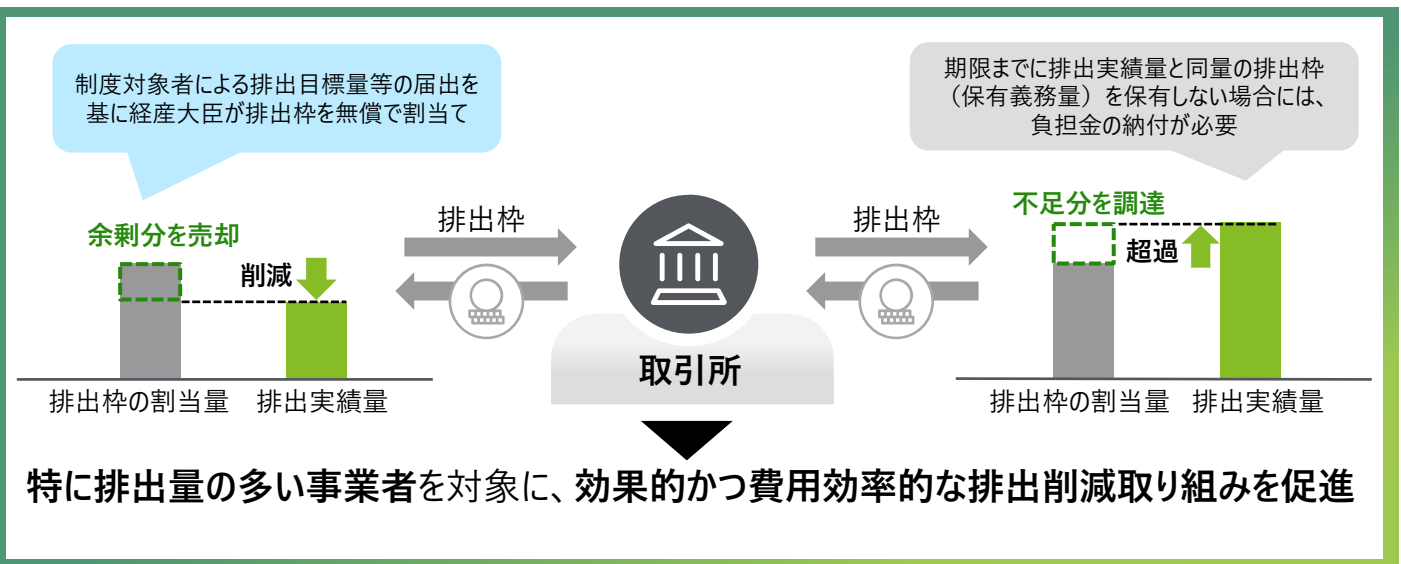 制度対象者による排出目標量等の届出を
基に経産大臣が排出枠を無償で割当て
期限までに排出実績量と同量の排出枠
（保有義務量）を保有しない場合には、
負担金の納付が必要
余剰分を売却
削減
排出枠の割当量
排出実績量
排出枠
取引所
排出枠
不足分を調達
超過
排出枠の割当量
排出実績量
特に排出量の多い事業者を対象に、効果的かつ費用効率的な排出削減取り組みを促進